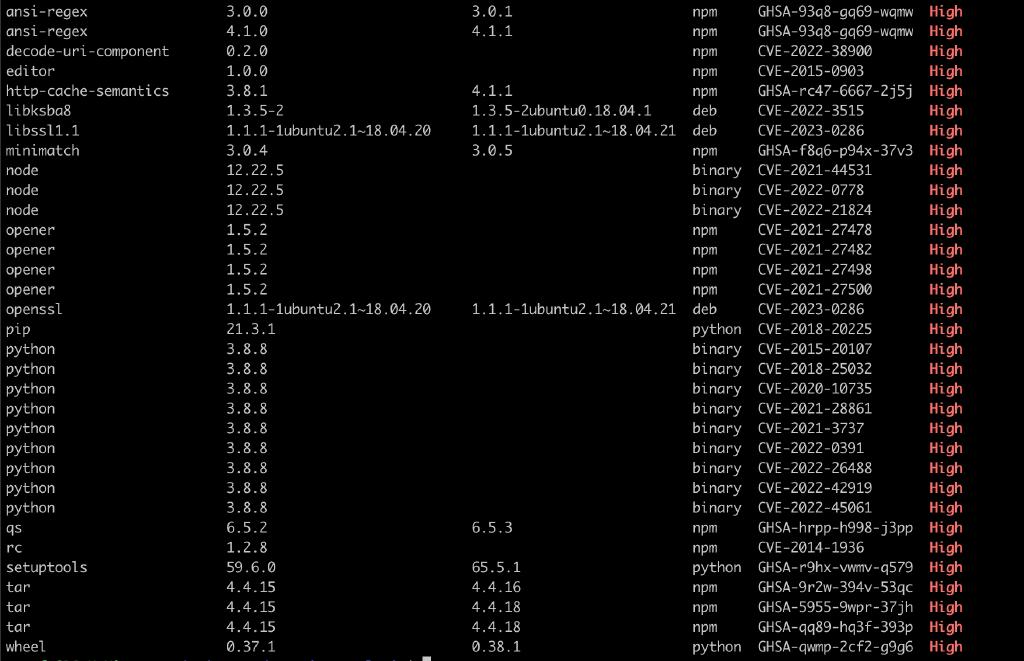 ansi-regex 3.0.0 3.0.1 npm GHSA-93q8-gq69-wqmw High
ansi-regex 4.1.0 4.1.1 npm GHSA-93q8-gq69-wqmw High
decode-uri-component 0.2.0 npm CVE-2022-38900 High
editor 1.0.0 npm CVE-2015-0903 High
http-cache-semantics 3.8.1 4.1.1 npm GHSA-rc47-6667-2j5j High
libksba8 1.3.5-2 1.3.5-2ubuntu0.18.04.1 deb CVE-2022-3515 High
libssl1.1 1.1.1-1ubuntu2.1~18.04.20 1.1.1-1ubuntu2.1~18.04.21 deb CVE-2023-0286 High
minimatch 3.0.4 3.0.5 npm GHSA-f8q6-p94x-37v3 High
node 12.22.5 binary CVE-2021-44531 High
node 12.22.5 binary CVE-2022-0778 High
node 12.22.5 binary CVE-2022-21824 High
opener 1.5.2 npm CVE-2021-27478 High
opener 1.5.2 npm CVE-2021-27482 High
opener 1.5.2 npm CVE-2021-27498 High
opener 1.5.2 npm CVE-2021-27500 High
openssl 1.1.1-1ubuntu2.1~18.04.20 1.1.1-1ubuntu2.1~18.04.21 deb CVE-2023-0286 High
pip 21.3.1 python CVE-2018-20225 High
python 3.8.8 binary CVE-2015-20107 High
python 3.8.8 binary CVE-2018-25032 High
python 3.8.8 binary CVE-2020-10735 High
python 3.8.8 binary CVE-2021-28861 High
python 3.8.8 binary CVE-2021-3737 High
python 3.8.8 binary CVE-2022-0391 High
python 3.8.8 binary CVE-2022-26488 High
python 3.8.8 binary CVE-2022-42919 High
python 3.8.8 binary CVE-2022-45061 High
qs 6.5.2 6.5.3 npm GHSA-hrpp-h998-j3pp High
rc 1.2.8 npm CVE-2014-1936 High
setuptools 59.6.0 65.5.1 python GHSA-r9hx-vwmv-q579 High
tar 4.4.15 4.4.16 npm GHSA-9r2w-394v-53qc High
tar 4.4.15 4.4.18 npm GHSA-5955-9wpr-37jh High
tar 4.4.15 4.4.18 npm GHSA-qq89-hq3f-393p High
wheel 0.37.1 0.38.1 python GHSA-qwmp-2cf2-g9g6 High